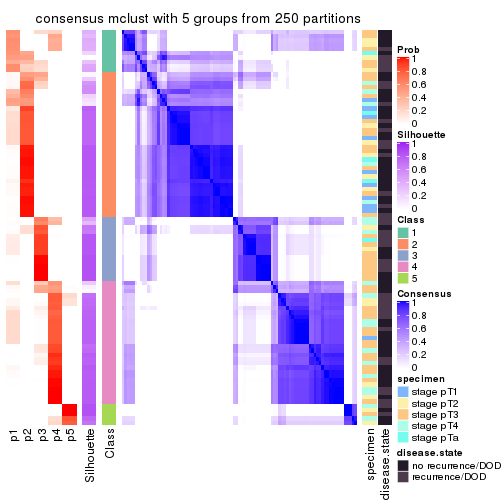 consensus mclust with 5 groups from 250 partitions
p1
p2
p3
p4
p5
Silhouette
Class
specimen
disease.state
Prob
1
0.8
0.6
0.4
0.2
0
Silhouette
1
0.8
0.6
0.4
0.2
0
Class
1
2
3
4
5
Consensus
1
0.8
0.6
0.4
0.2
0
specimen
stage pT1
stage pT2
stage pT3
stage pT4
stage pTa
disease.state
no recurrence/DOD
recurrence/DOD